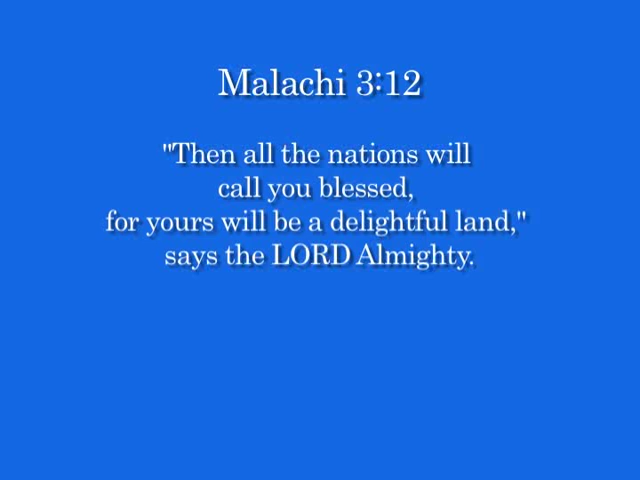 Malachi 3:12
"Then all the nations will
call you blessed,
for yours will be a delightful land,"
says the LORD Almighty.